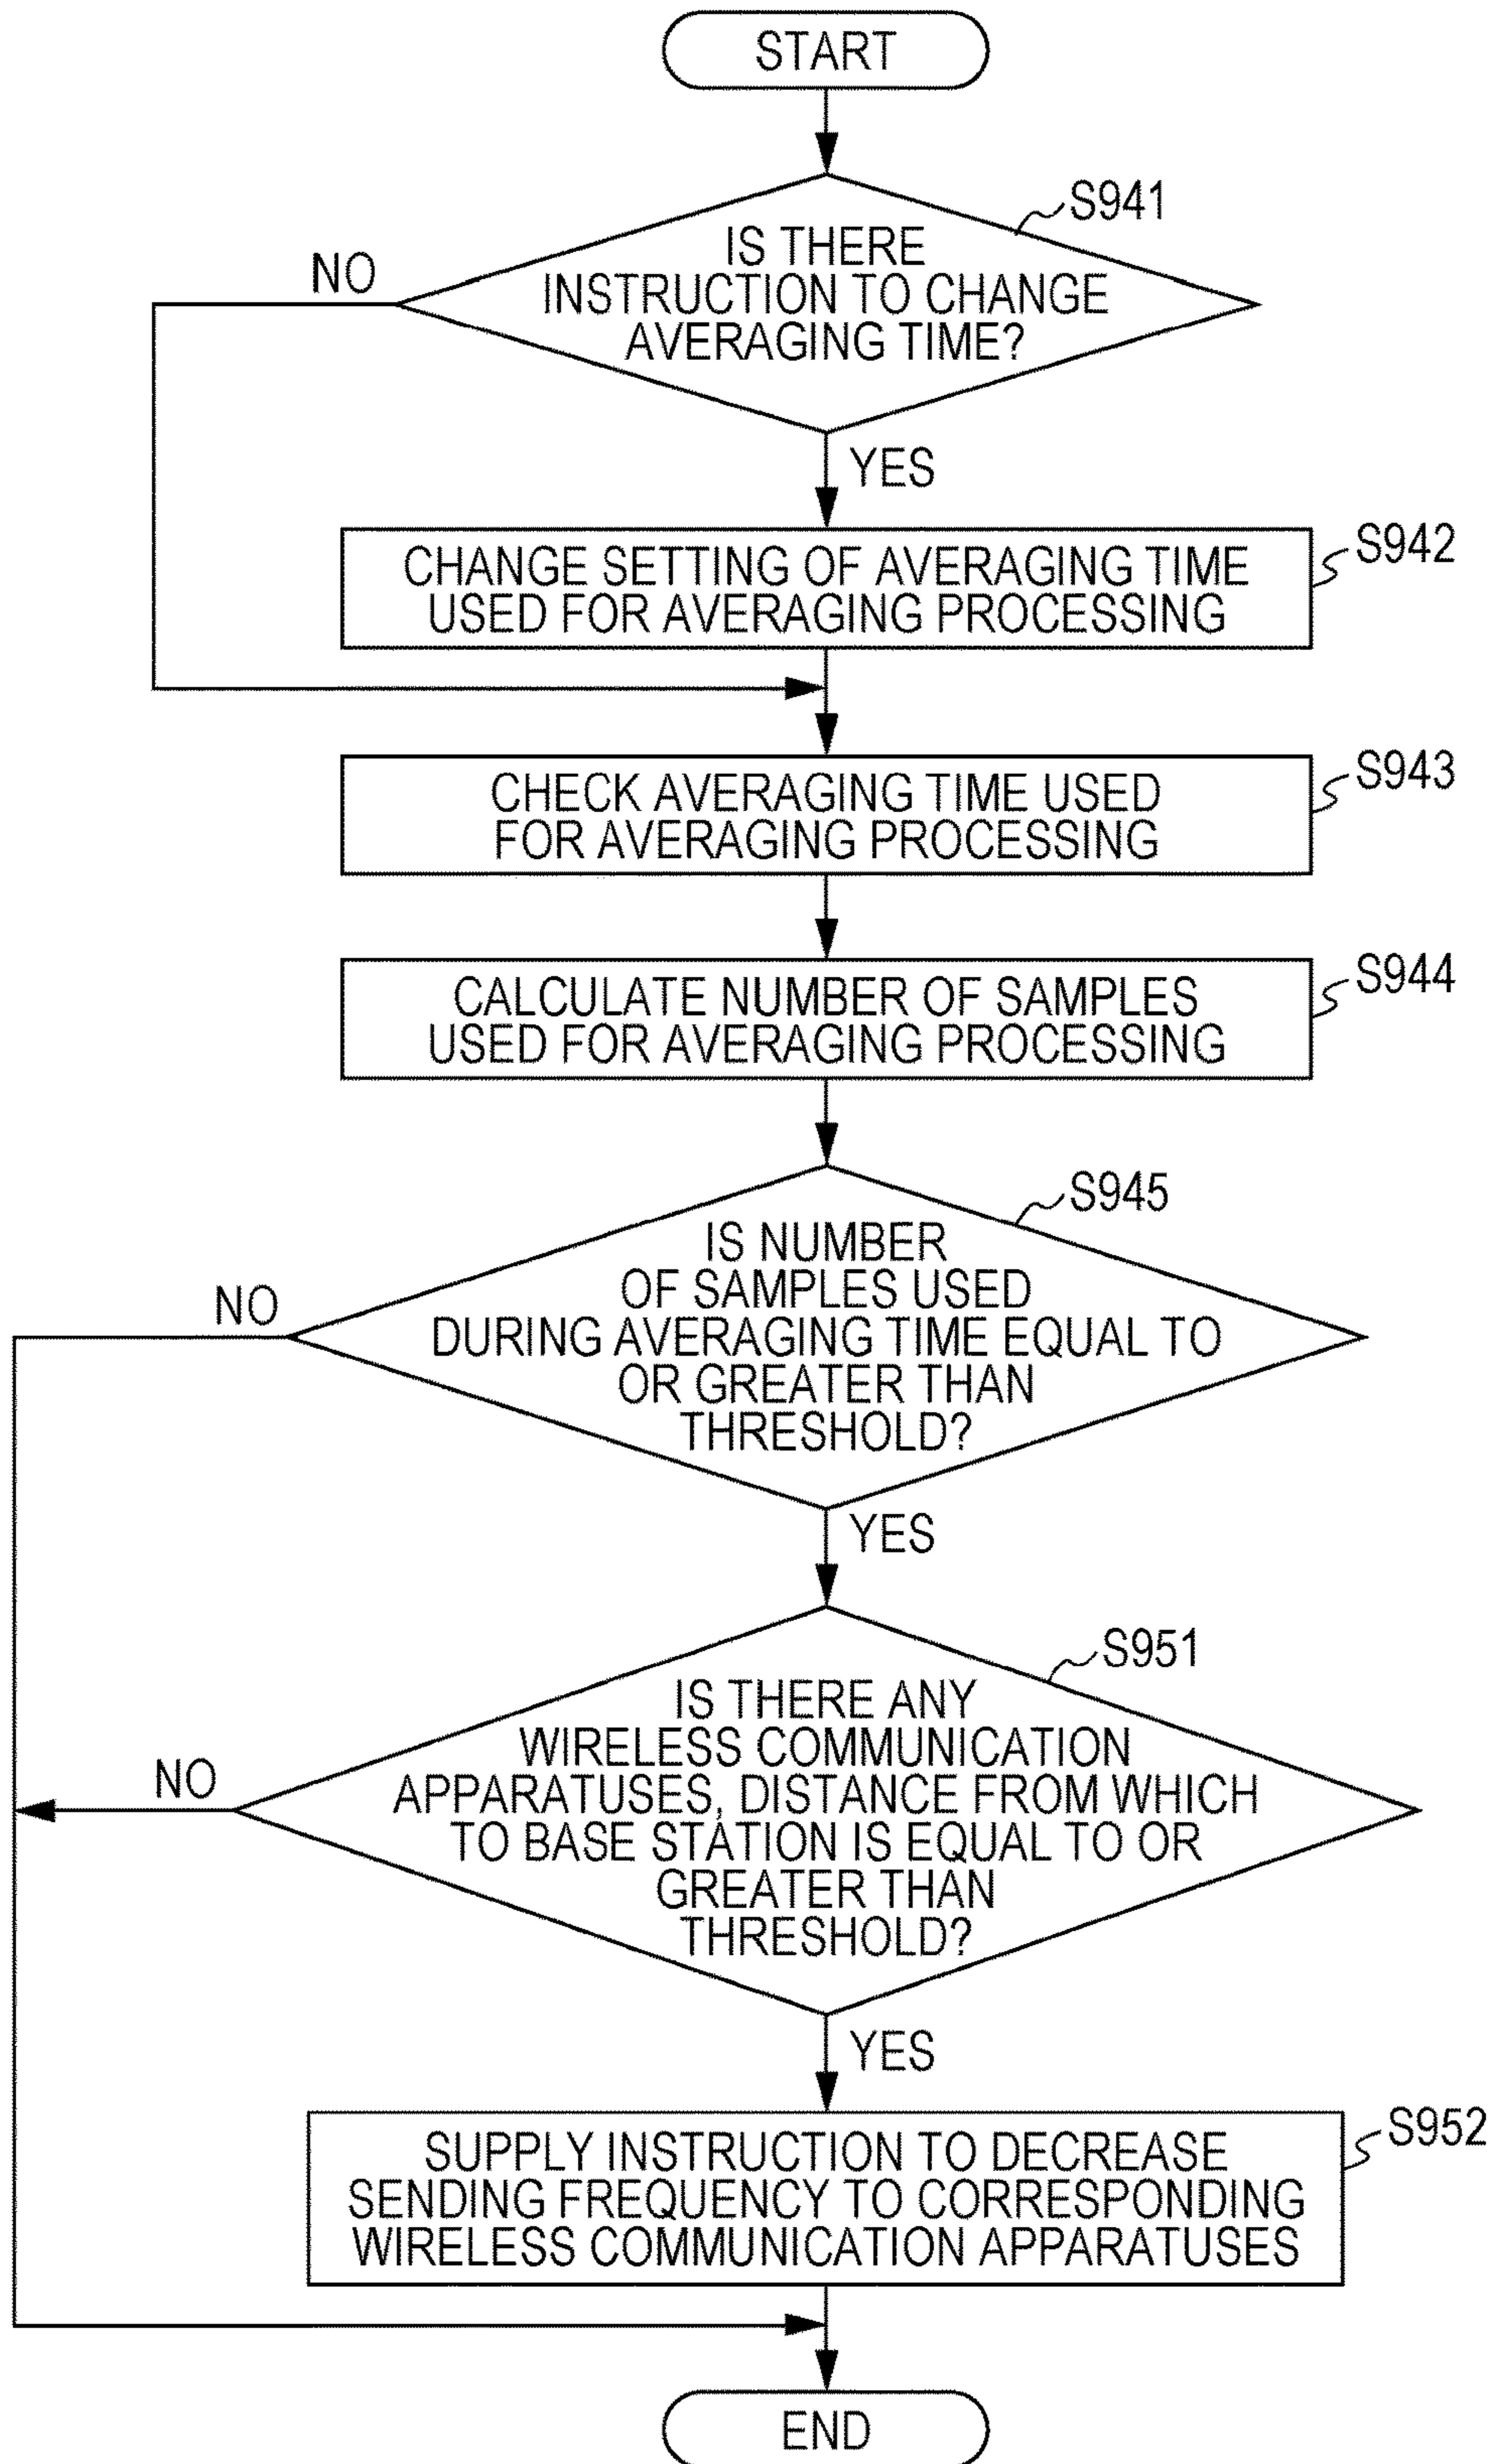 START
S941
IS THERE
INSTRUCTION TO CHANGE
AVERAGING TIME?
NO
YES
S942
CHANGE SETTING OF AVERAGING TIME
USED FOR AVERAGING PROCESSING
S943
CHECK AVERAGING TIME USED
FOR AVERAGING PROCESSING
S944
CALCULATE NUMBER OF SAMPLES
USED FOR AVERAGING PROCESSING
S945
IS NUMBER
OF SAMPLES USED
DURING AVERAGING TIME EQUAL TO
OR GREATER THAN
THRESHOLD?
NO
YES
S951
IS THERE ANY
WIRELESS COMMUNICATION
APPARATUSES, DISTANCE FROM WHICH
TO BASE STATION IS EQUAL TO OR
GREATER THAN
THRESHOLD?
NO
YES
S952
SUPPLY INSTRUCTION TO DECREASE
SENDING FREQUENCY TO CORRESPONDING
WIRELESS COMMUNICATION APPARATUSES
END